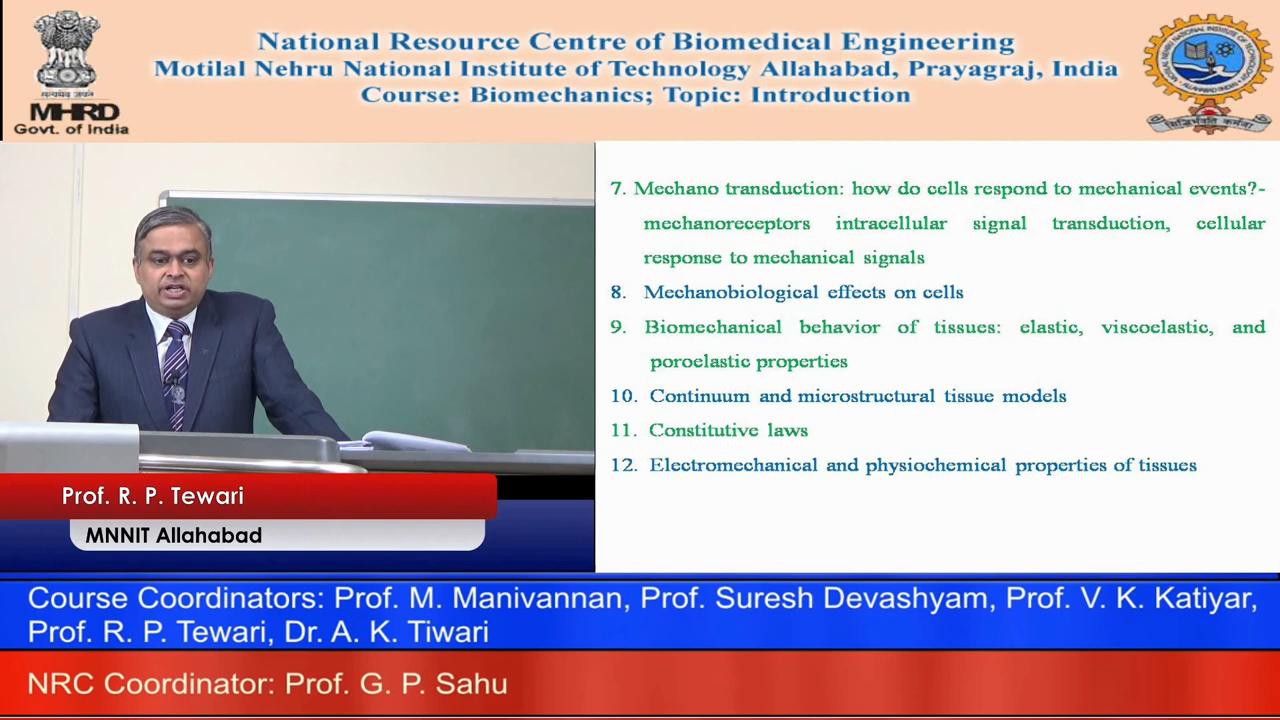 National Resource Centre of Biomedical Engineering
Motilal Nehru National Institute of Technology Allahabad, Prayagraj, India
Course: Biomechanics; Topic: Introduction
सत्यमेव जयते
MHRD
Govt. of India
7. Mechano transduction: how do cells respond to mechanical events?-
mechanoreceptors intracellular signal transduction, cellular
response to mechanical signals
8. Mechanobiological effects on cells
9. Biomechanical behavior of tissues: elastic, viscoelastic, and
poroelastic properties
10. Continuum and microstructural tissue models
11. Constitutive laws
12. Electromechanical and physiochemical properties of tissues
Prof. R. P. Tewari
MNNIT Allahabad
Course Coordinators: Prof. M. Manivannan, Prof. Suresh Devashyam, Prof. V. K. Katiyar,
Prof. R. P. Tewari, Dr. A. K. Tiwari
NRC Coordinator: Prof. G. P. Sahu